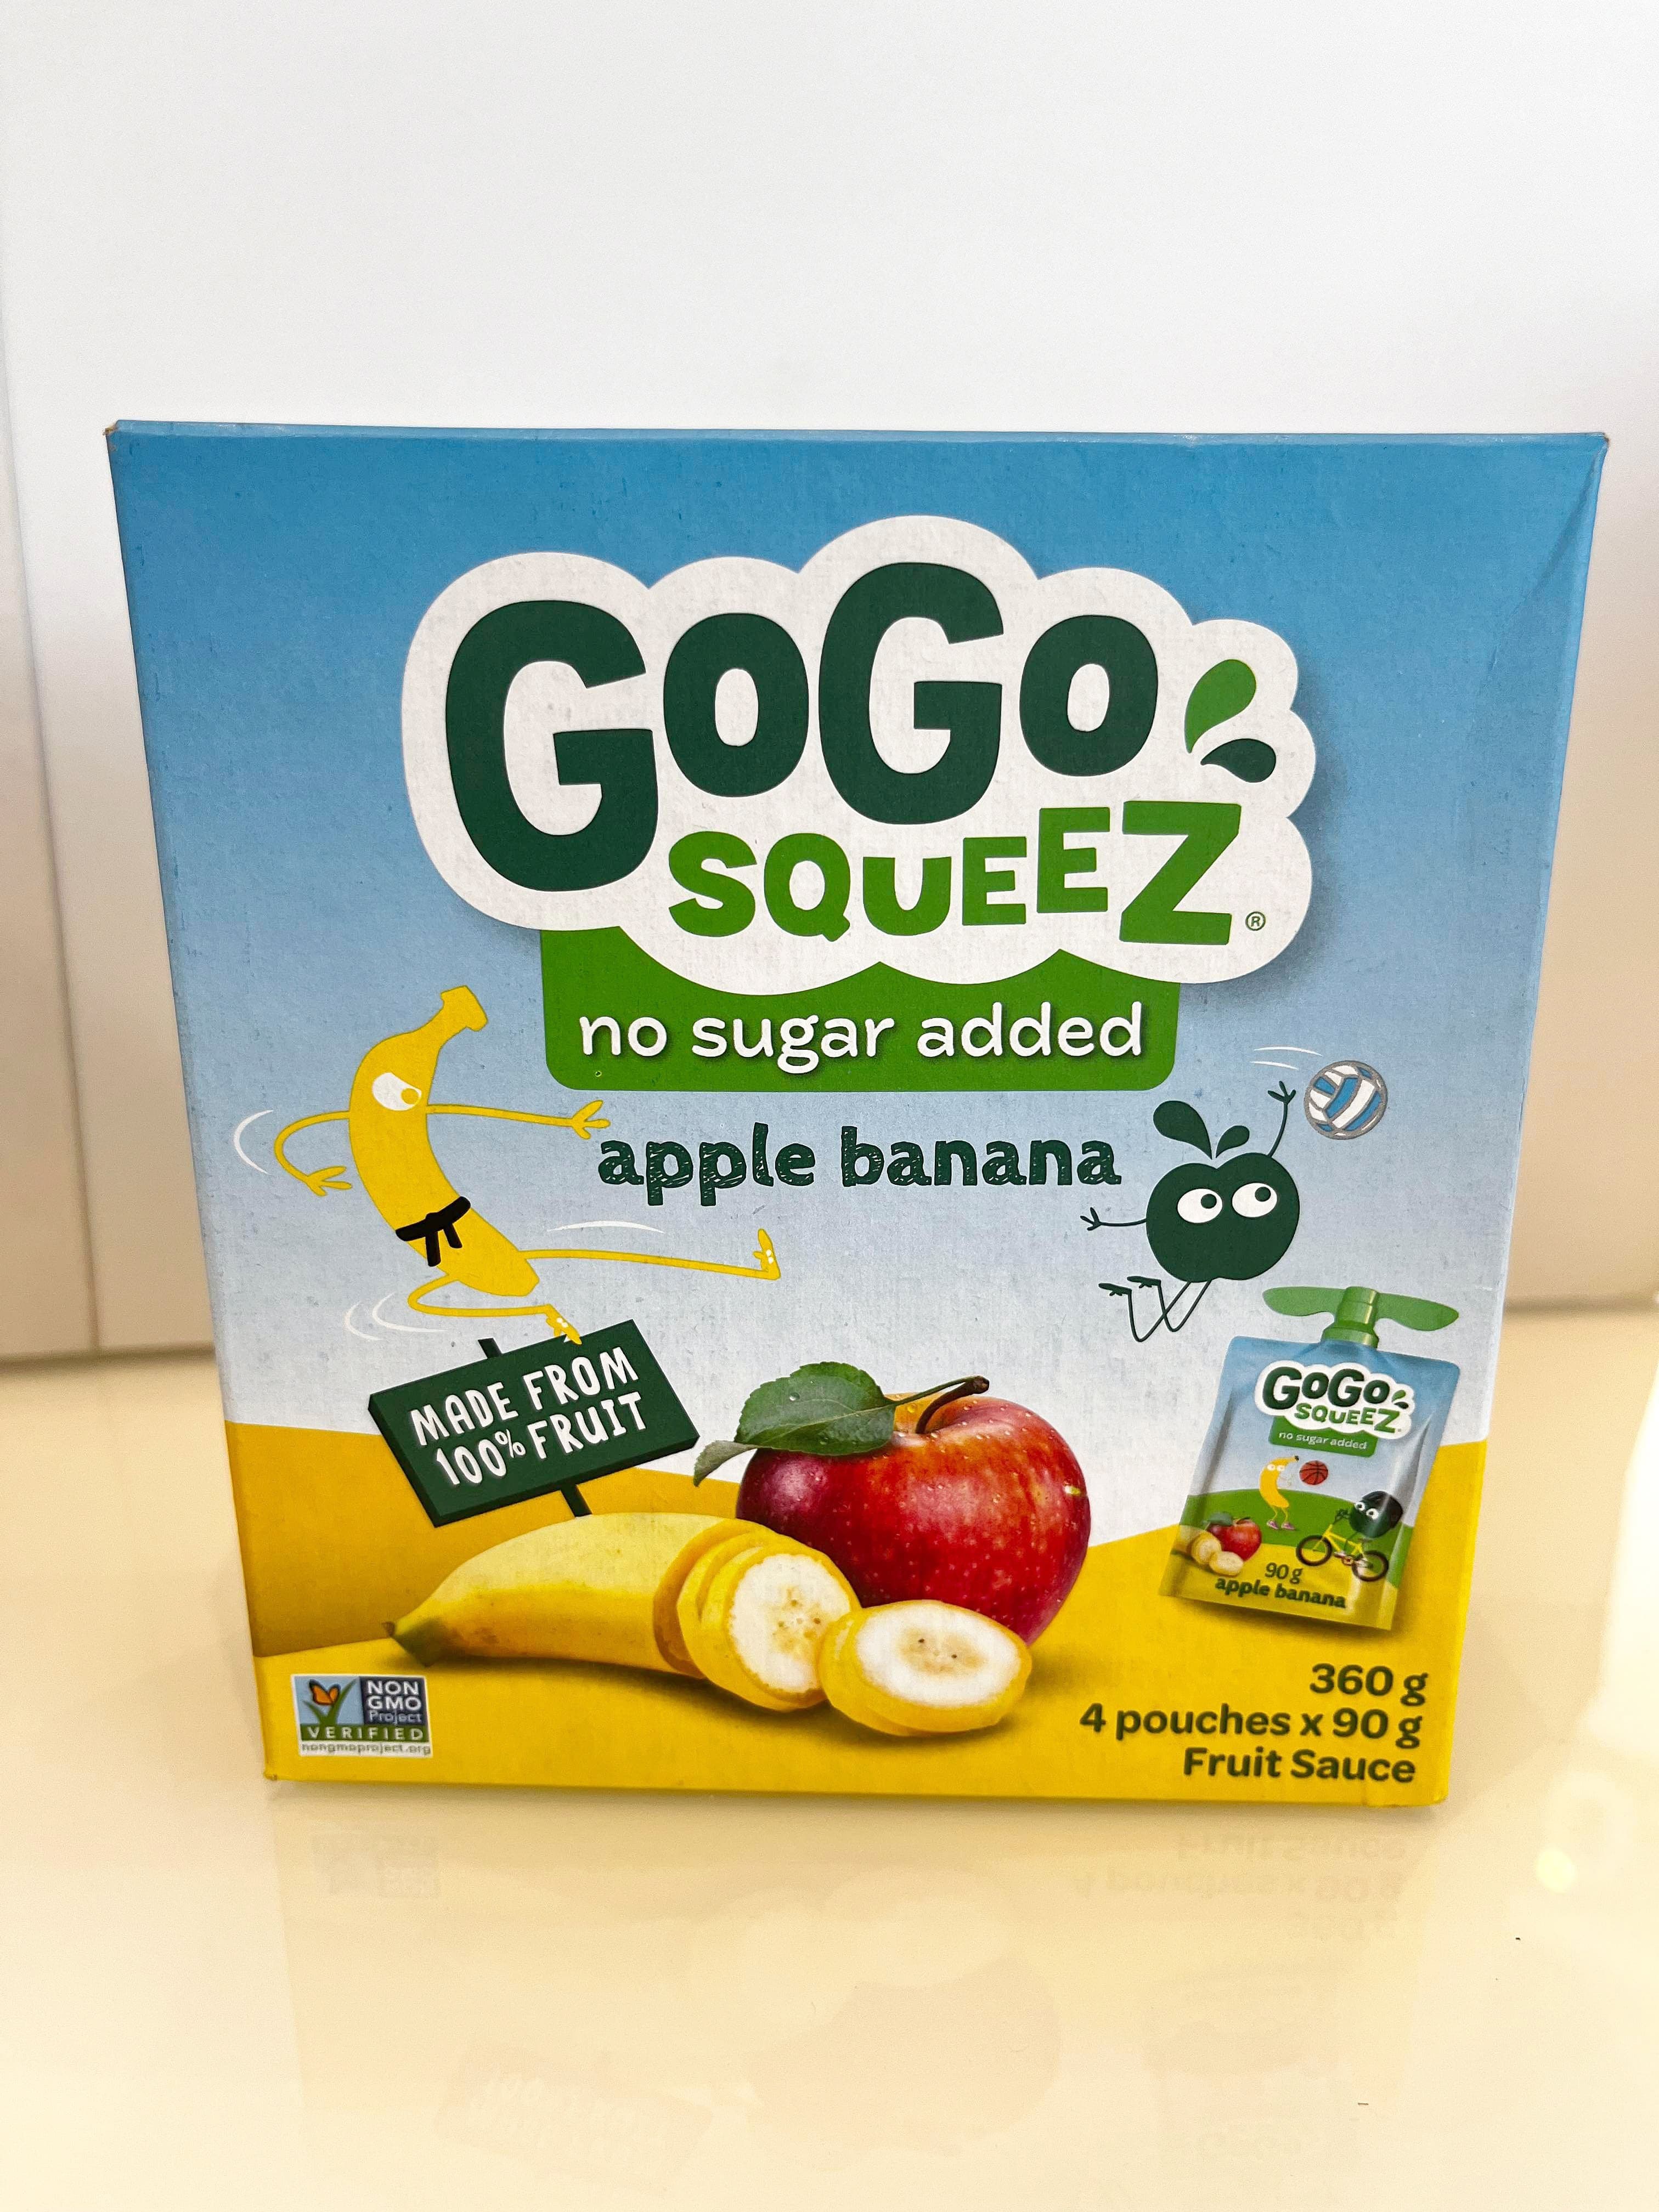 GoGo
SQUEEZ®
no sugar added
apple banana
MADE FROM
100% FRUIT
GoGo
SQUEEZ
no sugar added
90 g
apple banana
NON
GMO
Project
VERIFIED
nongmoproject.org
360 g
4 pouches x 90 g
Fruit Sauce